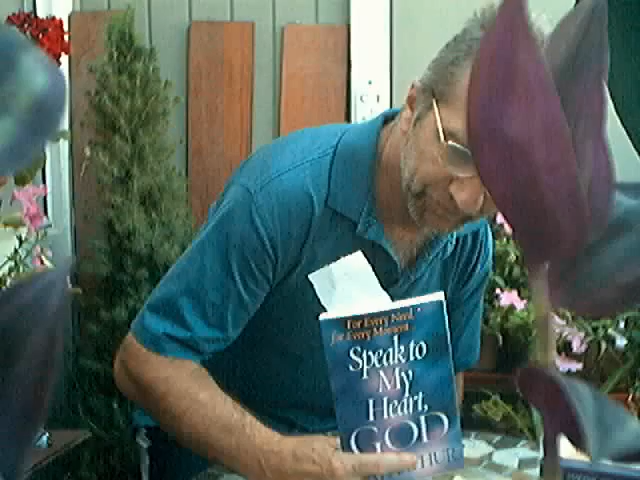 For Every Need,
for Every Moment...
Speak to
My
Heart,
GOD